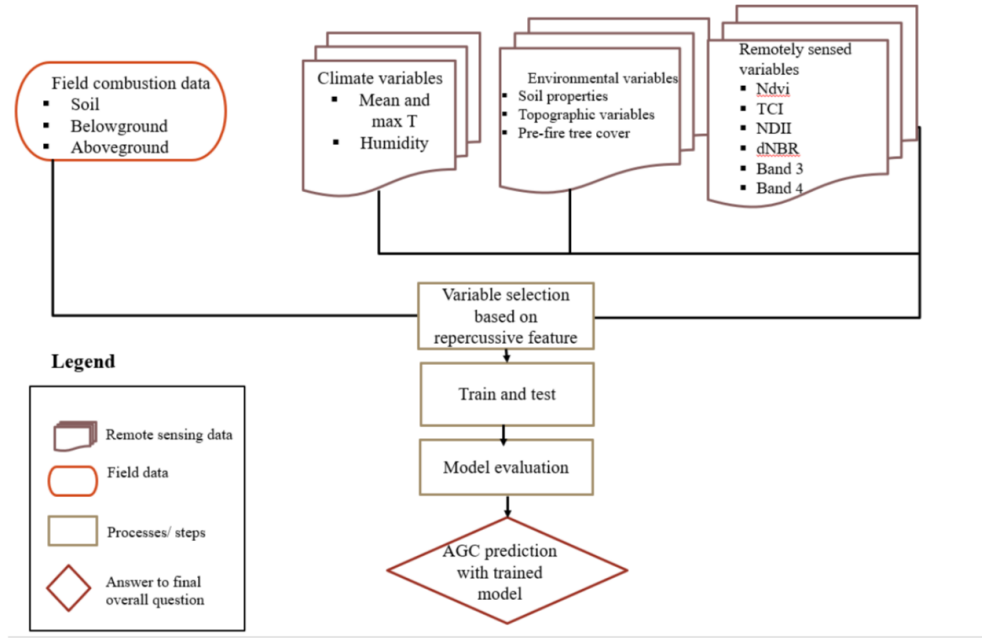 Field combustion data
▪ Soil
▪ Belowground
▪ Aboveground
Climate variables
▪ Mean and
max T
▪ Humidity
Environmental variables
▪ Soil properties
▪ Topographic variables
▪ Pre-fire tree cover
Remotely sensed
variables
▪ Ndvi
▪ TCI
▪ NDII
▪ dNBR
▪ Band 3
▪ Band 4
Variable selection
based on
repercussive feature
Train and test
Model evaluation
AGC prediction
with trained
model
Legend
Remote sensing data
Field data
Processes/ steps
Answer to final
overall question